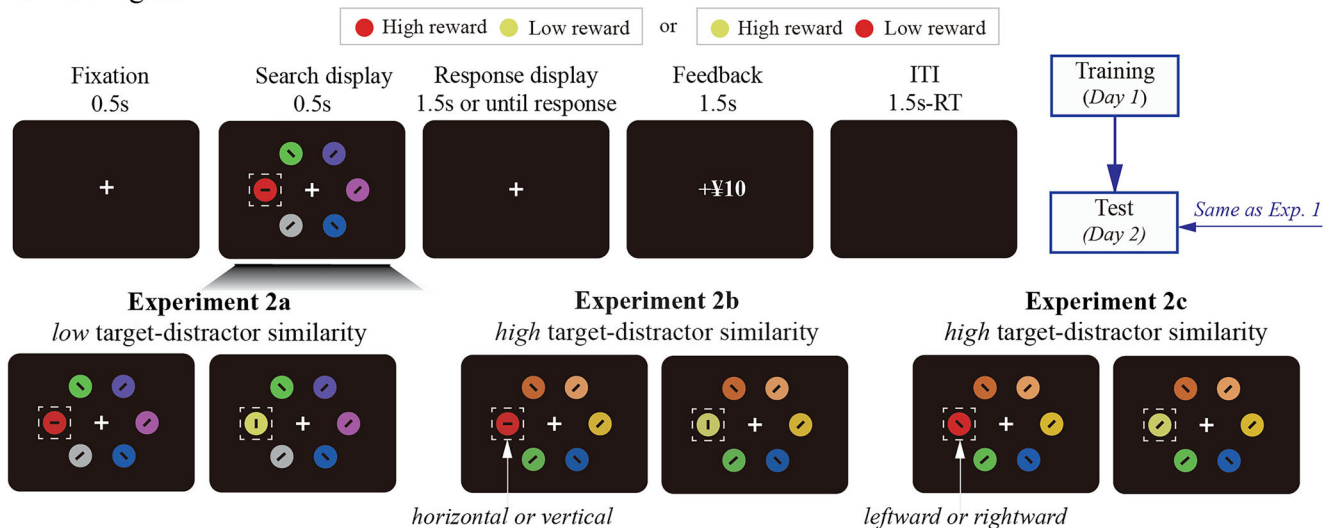 High reward Low reward or High reward Low reward
Fixation
0.5s
Search display
0.5s
Response display
1.5s or until response
Feedback
1.5s
ITI
1.5s-RT
+¥10
Training
(Day 1)
Test
(Day 2)
Same as Exp. 1
Experiment 2a
low target-distractor similarity
Experiment 2b
high target-distractor similarity
Experiment 2c
high target-distractor similarity
horizontal or vertical
leftward or rightward